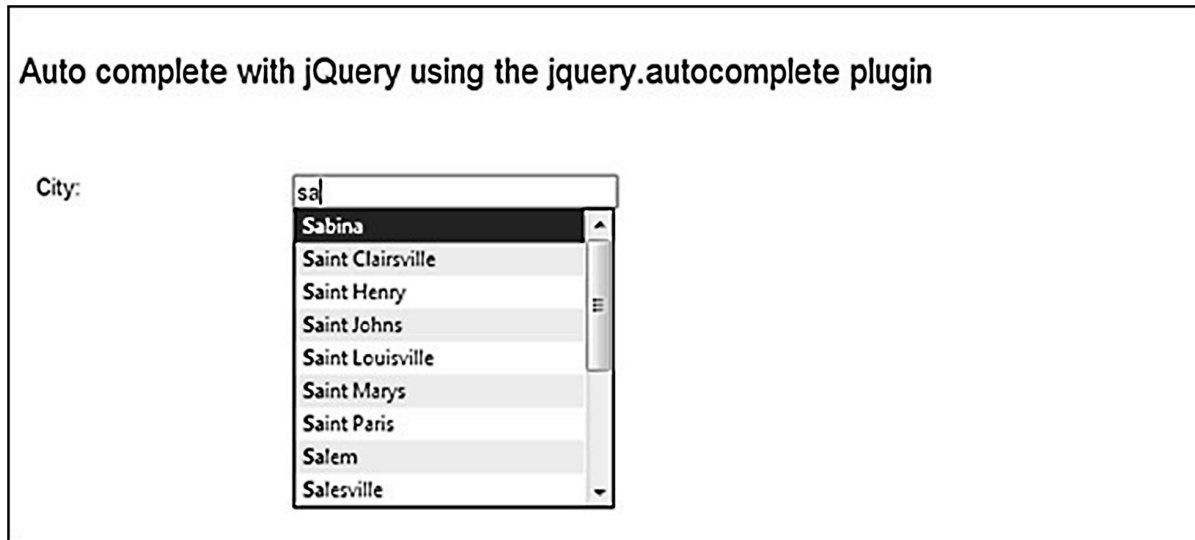 Auto complete with jQuery using the jquery.autocomplete plugin
City:
sa
Sabina
Saint Clairsville
Saint Henry
Saint Johns
Saint Louisville
Saint Marys
Saint Paris
Salem
Salesville